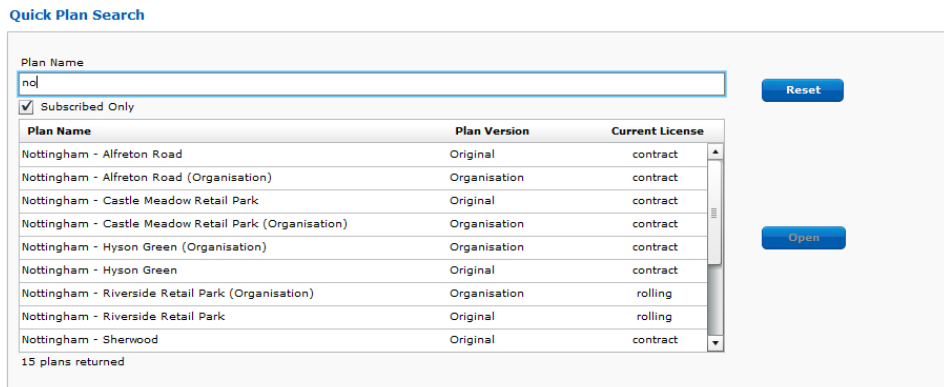 Quick Plan Search
Plan Name
no
Reset
Subscribed Only
Plan Name Plan Version Current License
Nottingham - Alfreton Road Original contract
Nottingham - Alfreton Road (Organisation) Organisation contract
Nottingham - Castle Meadow Retail Park Original contract
Nottingham - Castle Meadow Retail Park (Organisation) Organisation contract
Nottingham - Hyson Green (Organisation) Organisation contract
Open
Nottingham - Hyson Green Original contract
Nottingham - Riverside Retail Park (Organisation) Organisation rolling
Nottingham - Riverside Retail Park Original rolling
Nottingham - Sherwood Original contract
15 plans returned